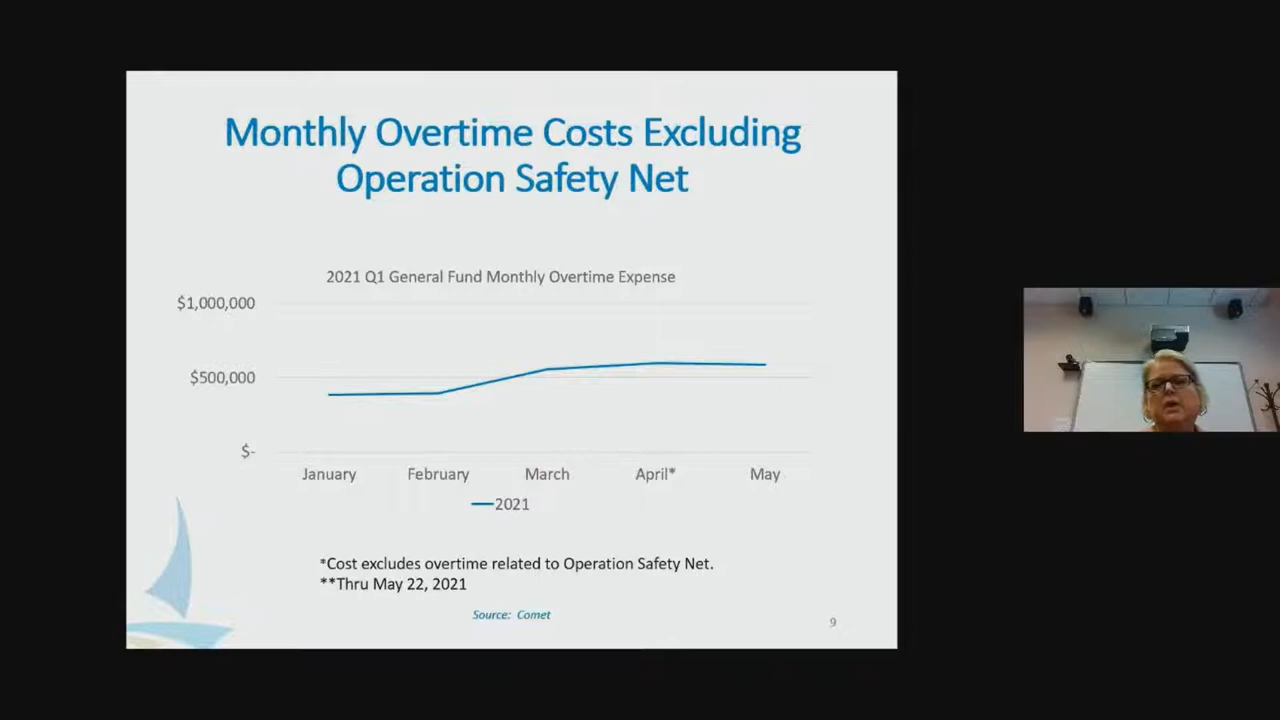 Monthly Overtime Costs Excluding
Operation Safety Net
2021 Q1 General Fund Monthly Overtime Expense
$1,000,000
$500,000
$-
January February March April* May
2021
*Cost excludes overtime related to Operation Safety Net.
**Thru May 22, 2021
Source: Comet
9